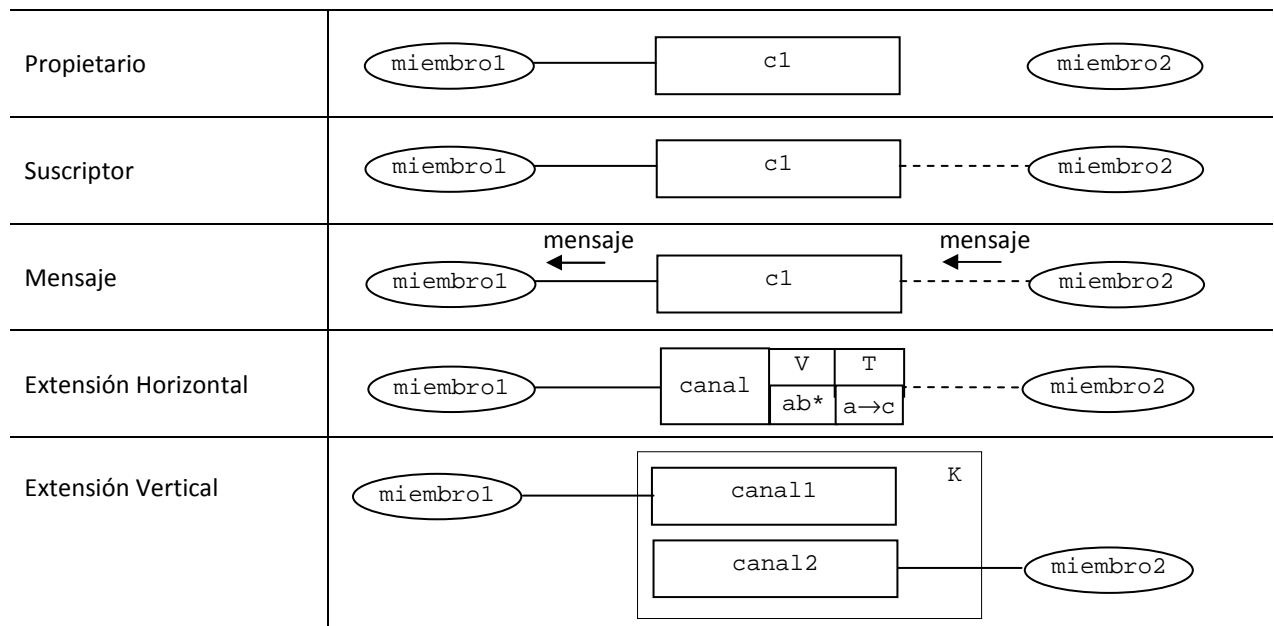 Propietario
miembro1 c1 miembro2
Suscriptor
miembro1 c1 miembro2
mensaje mensaje
Mensaje
miembro1 c1 miembro2
V T
Extensión Horizontal
miembro1 canal miembro2
ab* a→c
Extensión Vertical
K
miembro1 canal1
canal2 miembro2